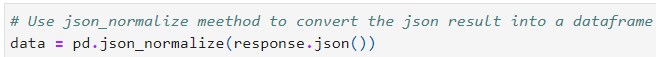 # Use json_normalize meethod to convert the json result into a dataframe
data = pd.json_normalize(response.json())